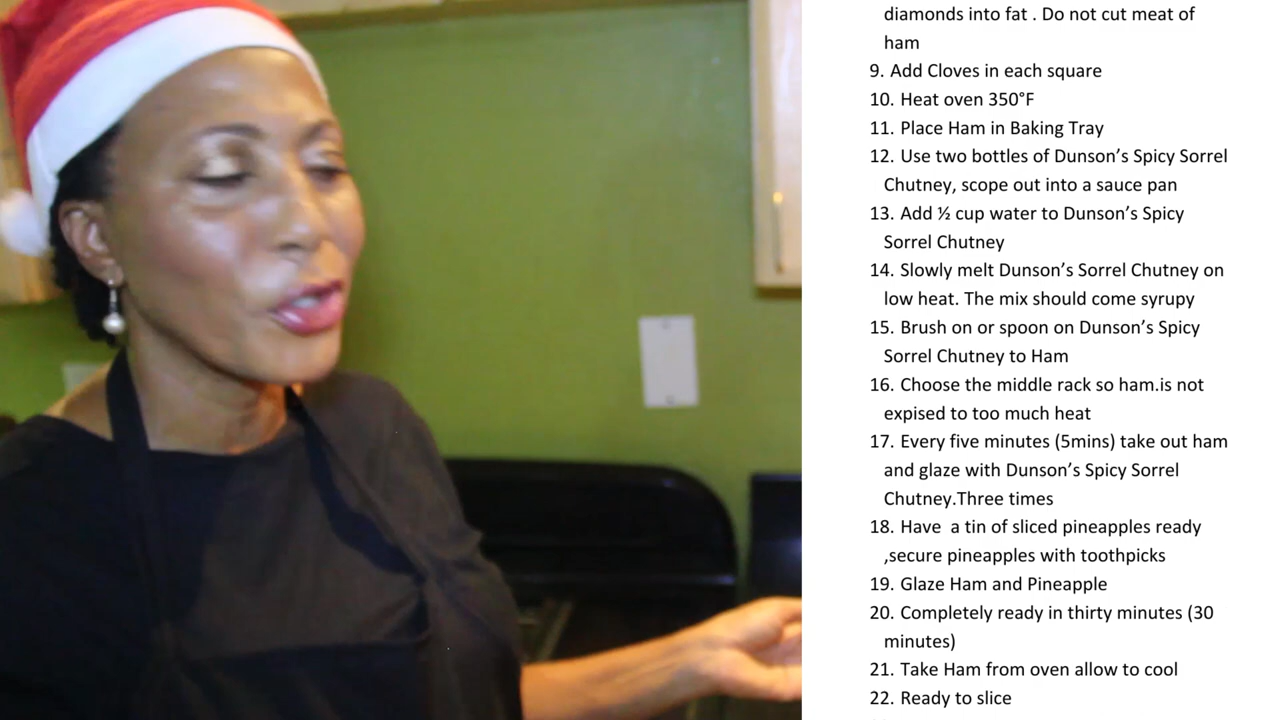 diamonds into fat . Do not cut meat of
ham
9. Add Cloves in each square
10. Heat oven 350°F
11. Place Ham in Baking Tray
12. Use two bottles of Dunson’s Spicy Sorrel
Chutney, scope out into a sauce pan
13. Add ½ cup water to Dunson’s Spicy
Sorrel Chutney
14. Slowly melt Dunson’s Sorrel Chutney on
low heat. The mix should come syrupy
15. Brush on or spoon on Dunson’s Spicy
Sorrel Chutney to Ham
16. Choose the middle rack so ham.is not
expised to too much heat
17. Every five minutes (5mins) take out ham
and glaze with Dunson’s Spicy Sorrel
Chutney.Three times
18. Have  a tin of sliced pineapples ready
,secure pineapples with toothpicks
19. Glaze Ham and Pineapple
20. Completely ready in thirty minutes (30
minutes)
21. Take Ham from oven allow to cool
22. Ready to slice